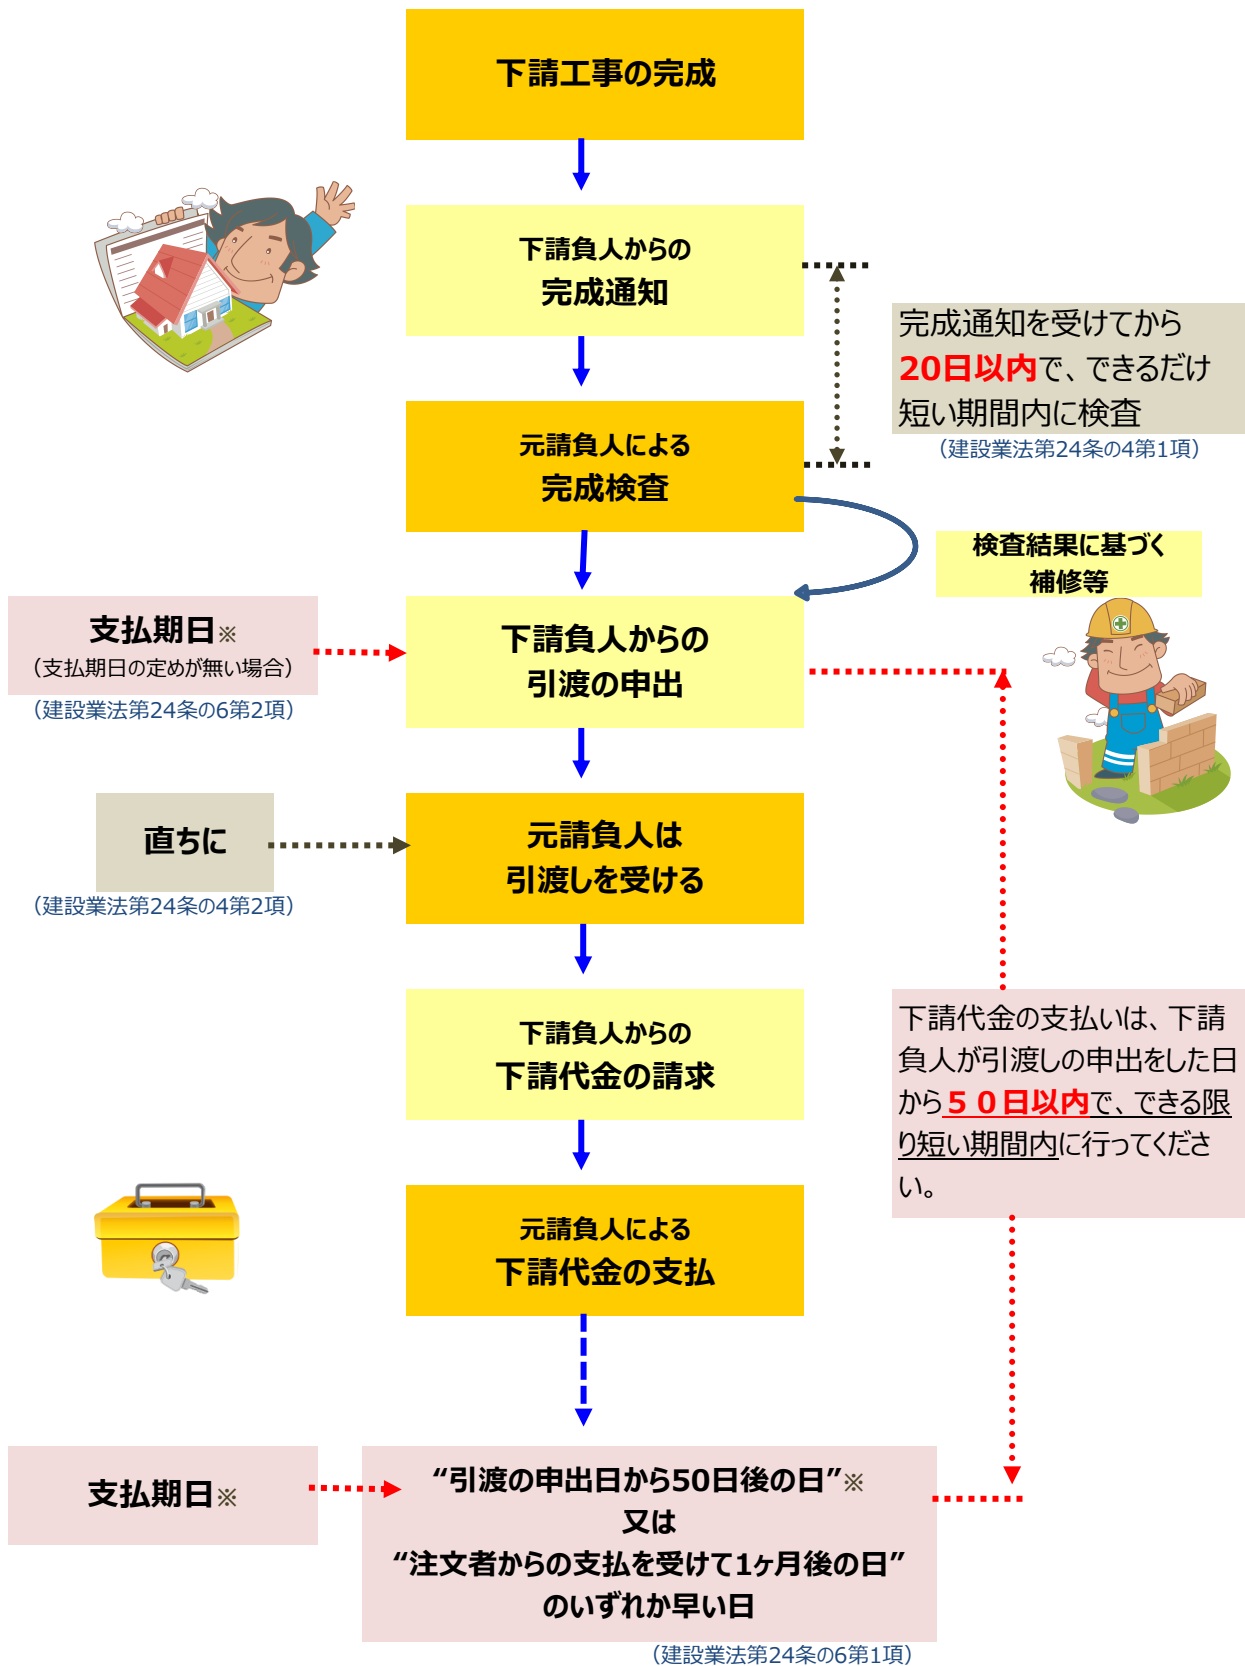 下請工事の完成
下請負人からの
完成通知
完成通知を受けてから
20日以内で、できるだけ
短い期間内に検査
（建設業法第24条の4第1項）
元請負人による
完成検査
検査結果に基づく
補修等
支払期日※
（支払期日の定めが無い場合）
（建設業法第24条の6第2項）
下請負人からの
引渡の申出
直ちに
（建設業法第24条の4第2項）
元請負人は
引渡しを受ける
下請負人からの
下請代金の請求
下請代金の支払いは、下請
負人が引渡しの申出をした日
から５０日以内で、できる限
り短い期間内に行ってくださ
い。
元請負人による
下請代金の支払
支払期日※
“引渡の申出日から50日後の日”※
又は
“注文者からの支払を受けて1ヶ月後の日”
のいずれか早い日
（建設業法第24条の6第1項）